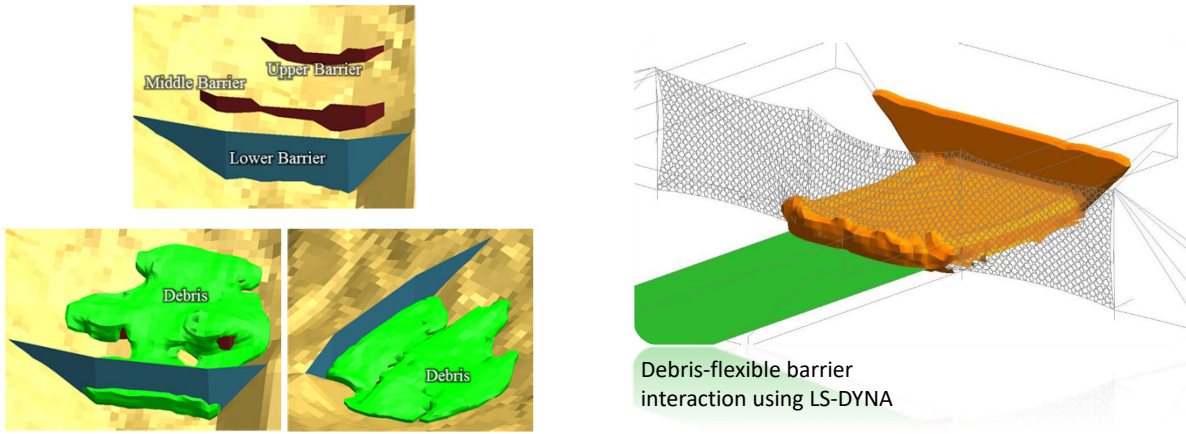 Upper Barrier
Middle Barrier
Lower Barrier
Debris
Debris
Debris-flexible barrier
interaction using LS-DYNA